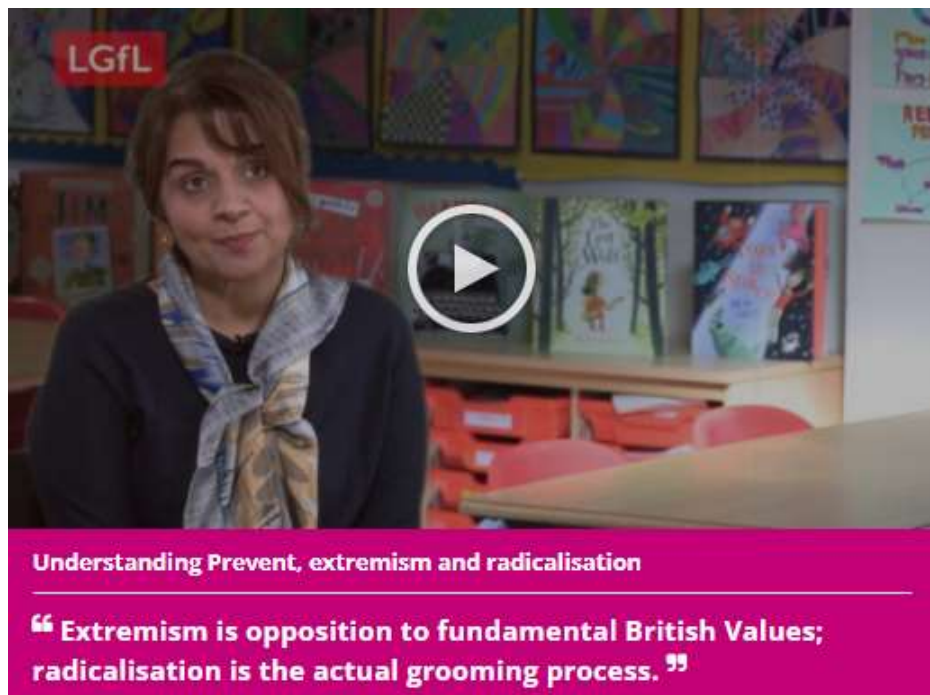 LGfL
Understanding Prevent, extremism and radicalisation
“ Extremism is opposition to fundamental British Values;
radicalisation is the actual grooming process. ”